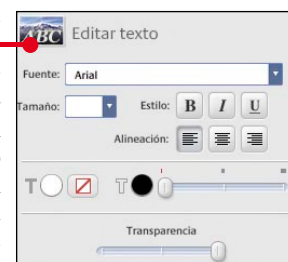 ABC Editar texto
Fuente: Arial
Tamaño: Estilo: B I U
Alineación:
T T
Transparencia